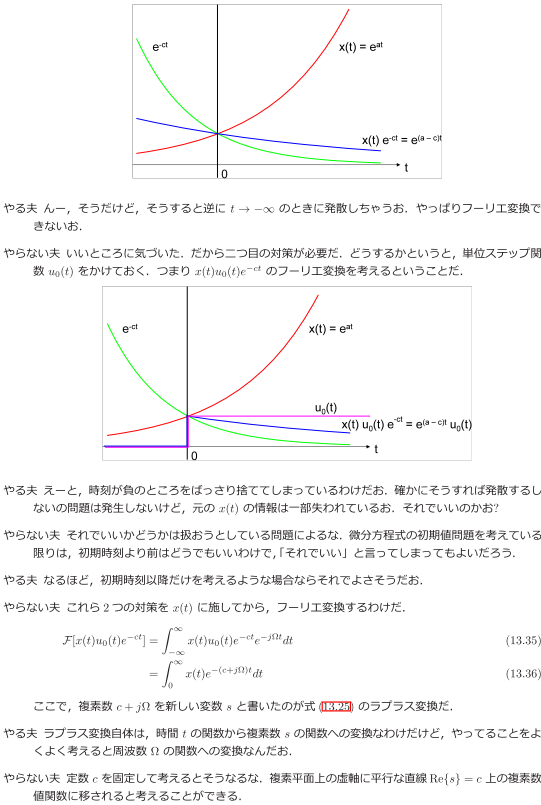 e^-ct
x(t) = e^at
x(t) e^-ct = e^(a – c)t
t
0
やる夫 んー，そうだけど，そうすると逆に t → −∞ のときに発散しちゃうお．やっぱりフーリエ変換で
きないお．
やらない夫 いいところに気づいた．だから二つ目の対策が必要だ．どうするかというと，単位ステップ関
数 u₀(t) をかけておく．つまり x(t)u₀(t)e^{−ct} のフーリエ変換を考えるということだ．
e^-ct
x(t) = e^at
u₀(t)
x(t) u₀(t) e^-ct = e^(a – c)t u₀(t)
t
0
やる夫 えーと，時刻が負のところをばっさり捨ててしまっているわけだお．確かにそうすれば発散するし
ないの問題は発生しないけど，元の x(t) の情報は一部失われているお．それでいいのかお?
やらない夫 それでいいかどうかは扱おうとしている問題によるな．微分方程式の初期値問題を考えている
限りは，初期時刻より前はどうでもいいわけで，「それでいい」と言ってしまってもよいだろう．
やる夫 なるほど，初期時刻以降だけを考えるような場合ならそれでよさそうだお．
やらない夫 これら 2 つの対策を x(t) に施してから，フーリエ変換するわけだ．
F[x(t)u₀(t)e^{−ct}] = ∫_{−∞}^{∞} x(t)u₀(t)e^{−ct}e^{−jΩt}dt (13.35)
= ∫_0^{∞} x(t)e^{−(c+jΩ)t}dt (13.36)
ここで，複素数 c + jΩ を新しい変数 s と書いたのが式 (13.25) のラプラス変換だ．
やる夫 ラプラス変換自体は，時間 t の関数から複素数 s の関数への変換なわけだけど，やってることをよ
くよく考えると周波数 Ω の関数への変換なんだお．
やらない夫 定数 c を固定して考えるとそうなるな．複素平面上の虚軸に平行な直線 Re{s} = c 上の複素数
値関数に移されると考えることができる．